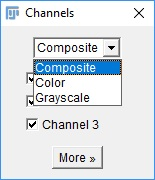 Channels
Composite
Composite
Color
Grayscale
Channel 3
More »